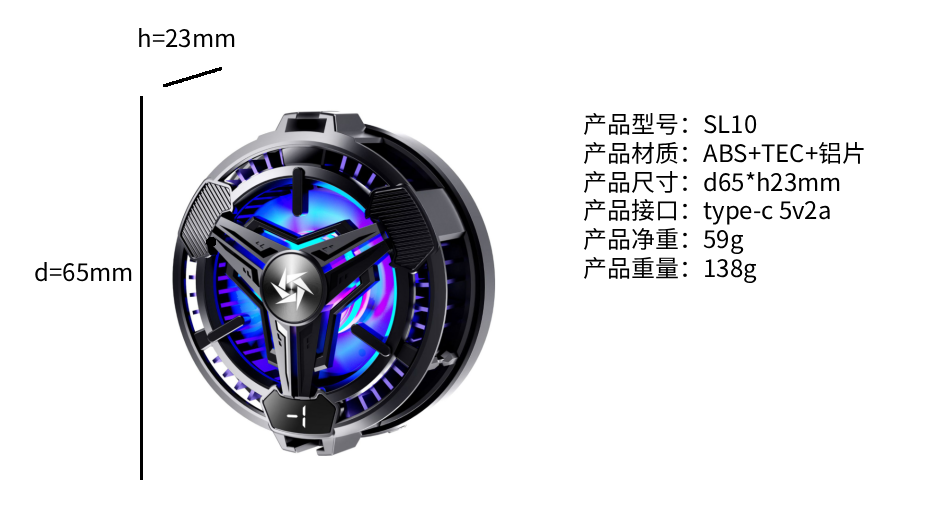 h=23mm
d=65mm
-1
产品型号：SL10
产品材质：ABS+TEC+铝片
产品尺寸：d65*h23mm
产品接口：type-c 5v2a
产品净重：59g
产品重量：138g